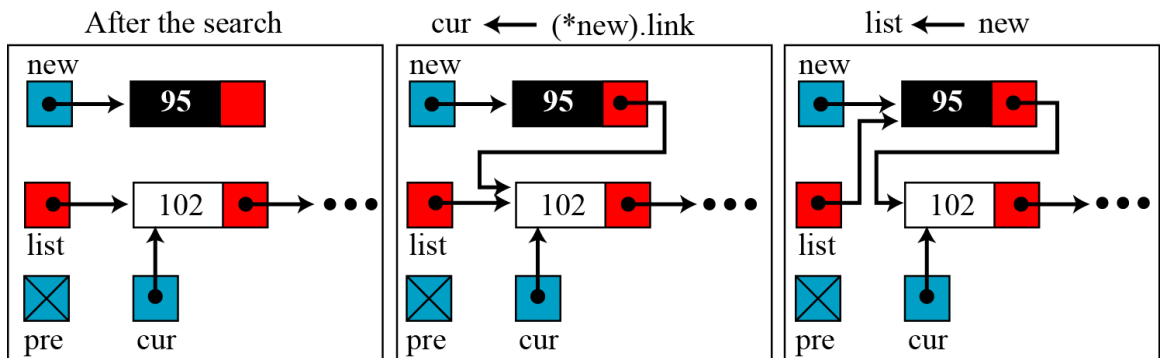 After the search
new
95
102
list
pre
cur
cur ← (*new).link
new
95
102
list
pre
cur
list ← new
new
95
102
list
pre
cur